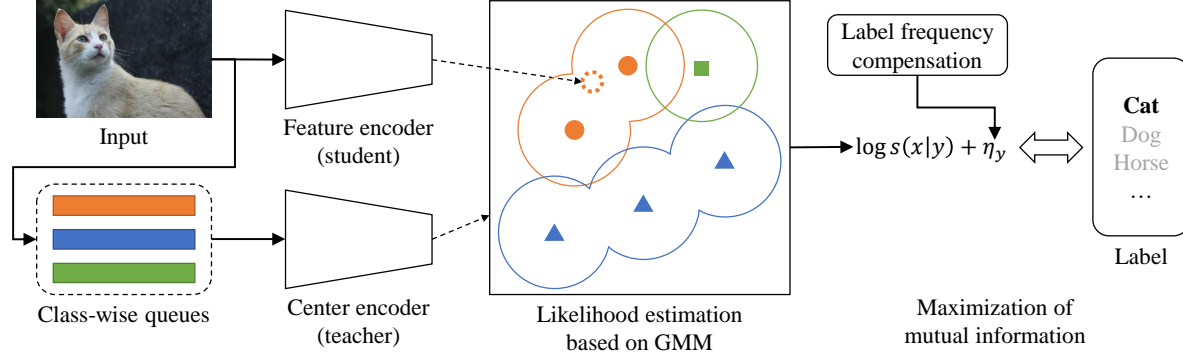 Input
Feature encoder
(student)
Class-wise queues
Center encoder
(teacher)
Likelihood estimation
based on GMM
Label frequency
compensation
log s(x|y) + η_y
Maximization of
mutual information
Cat
Dog
Horse
…
Label